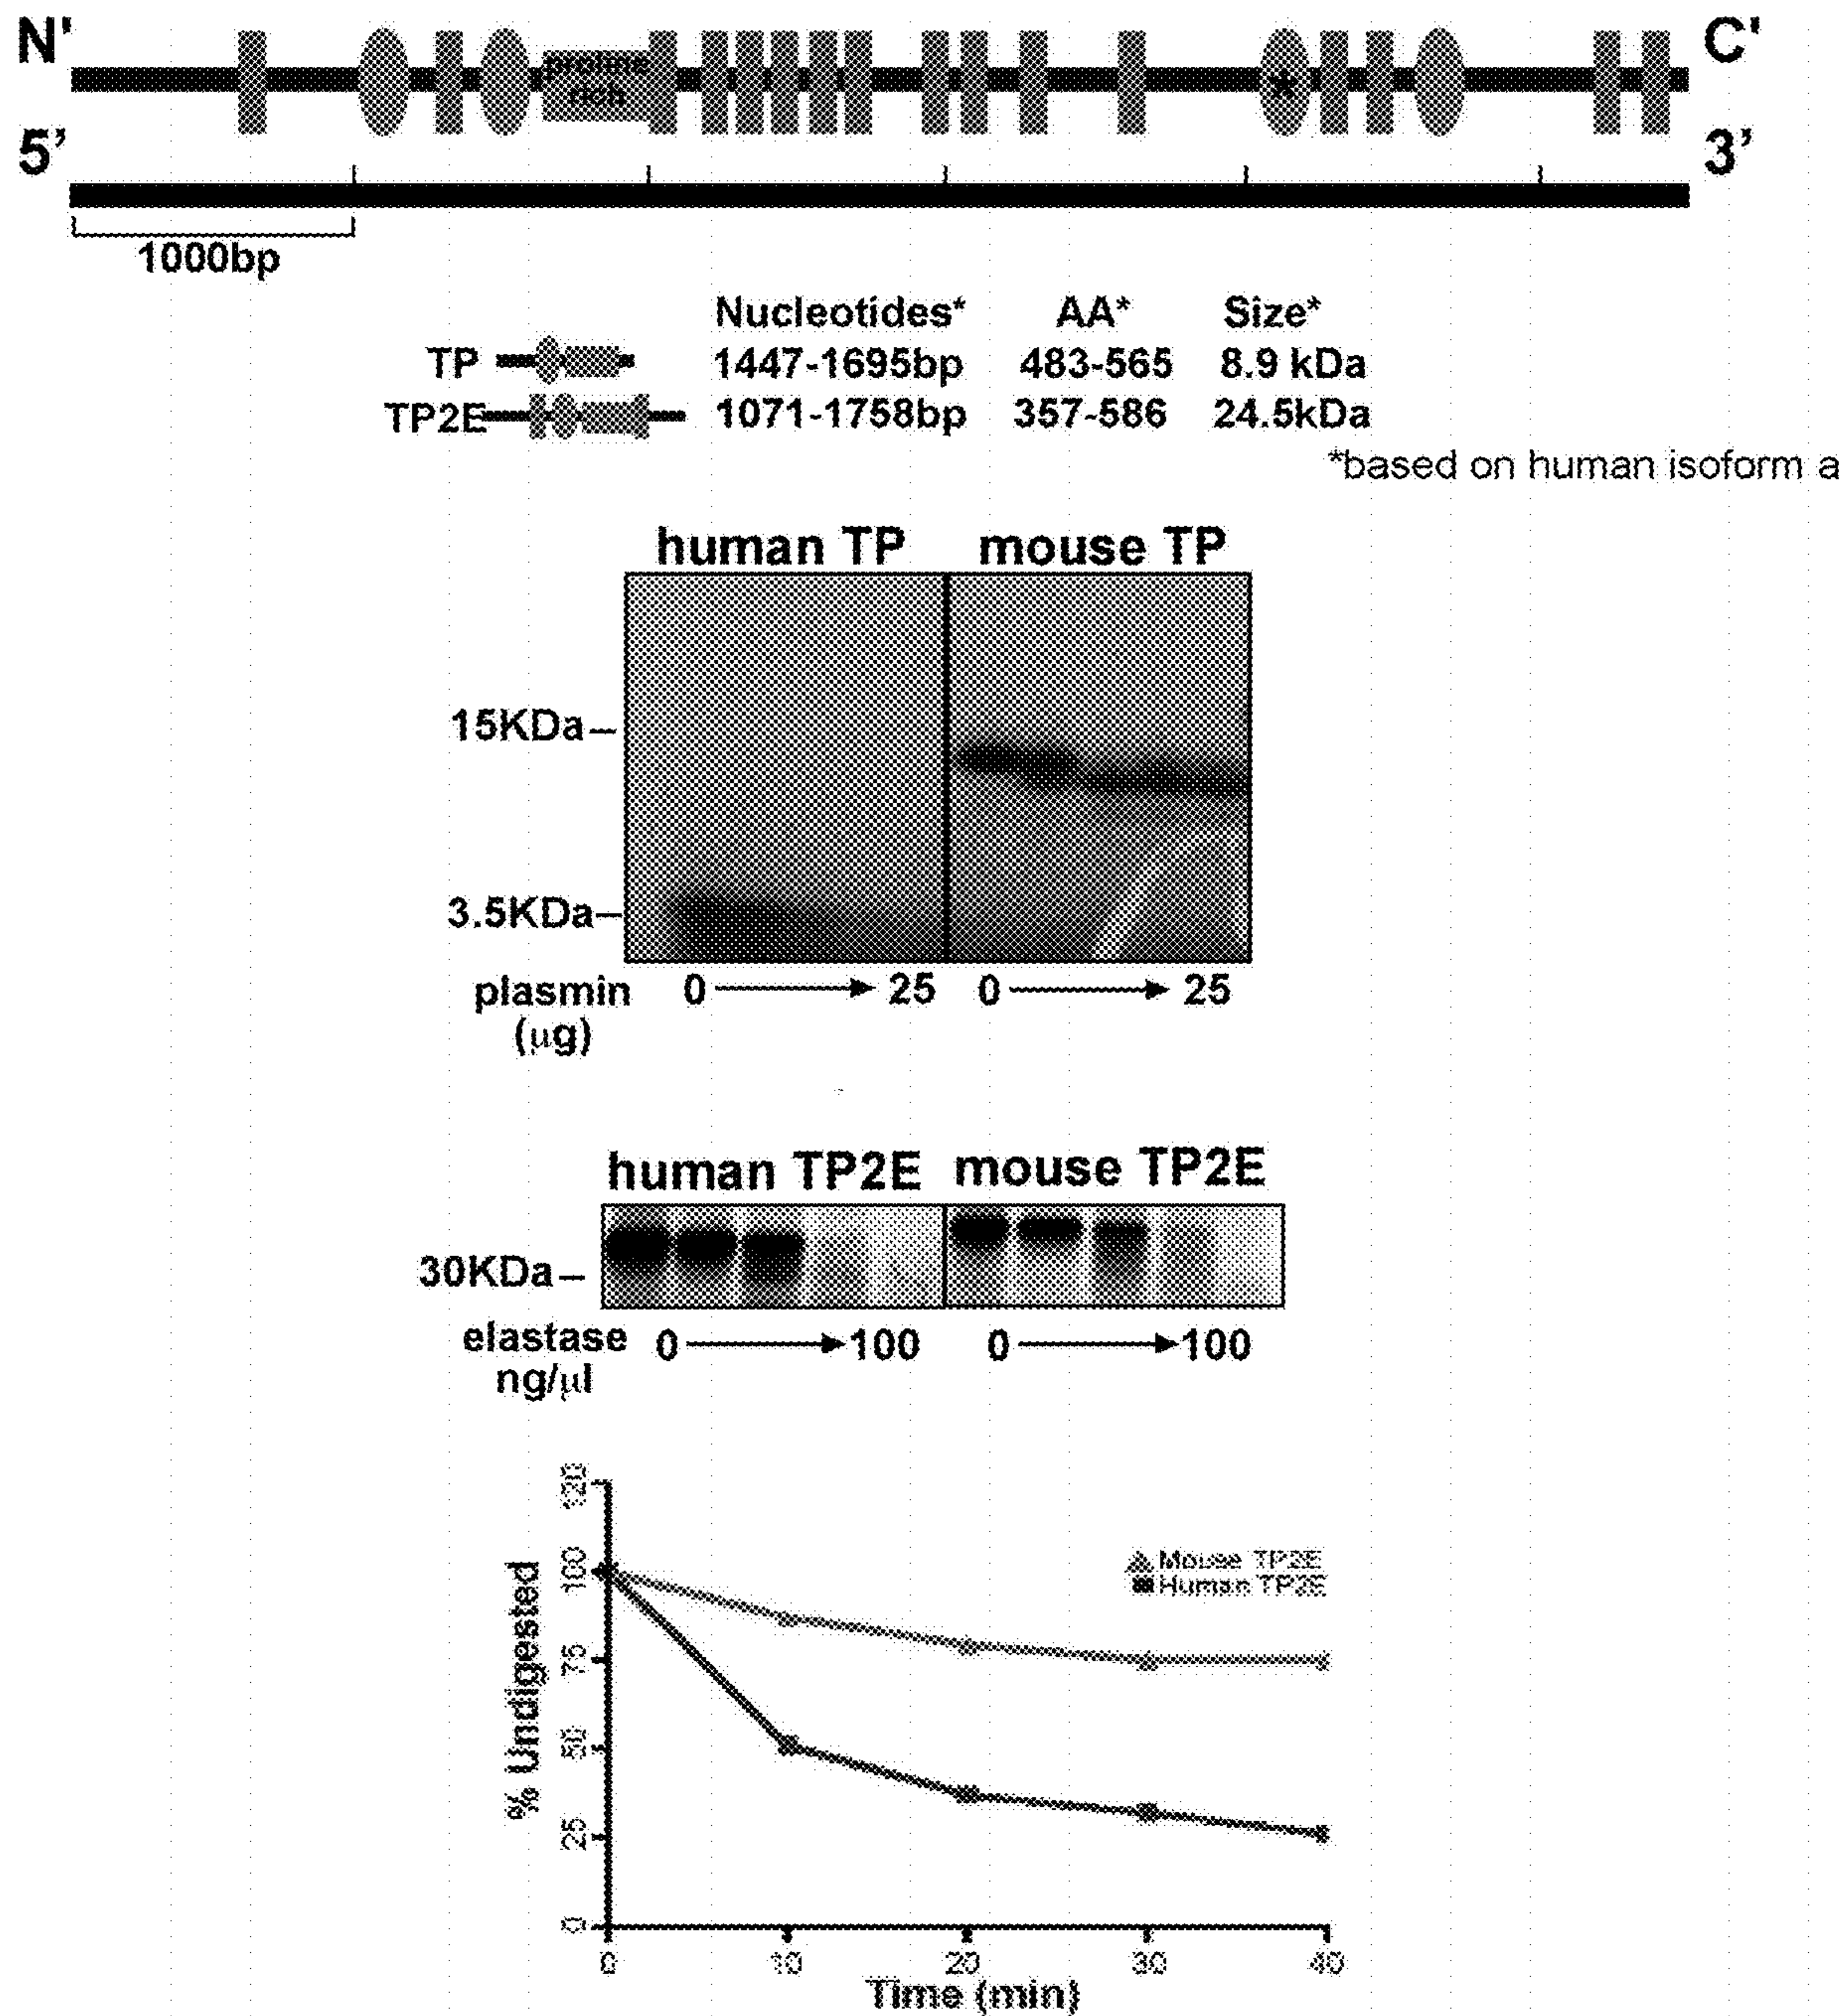 N' C'
proline
rich
5’ 3’
1000bp
Nucleotides* AA* Size*
TP 1447-1695bp 483-565 8.9 kDa
TP2E 1071-1758bp 357-586 24.5kDa
*based on human isoform a
human TP mouse TP
15KDa
3.5KDa
plasmin 0 25 0 25
(µg)
human TP2E mouse TP2E
30KDa
elastase 0 100 0 100
ng/µl
120
100
75
50
25
0
% Undigested
Mouse TP2E
Human TP2E
0 10 20 30 40
Time (min)